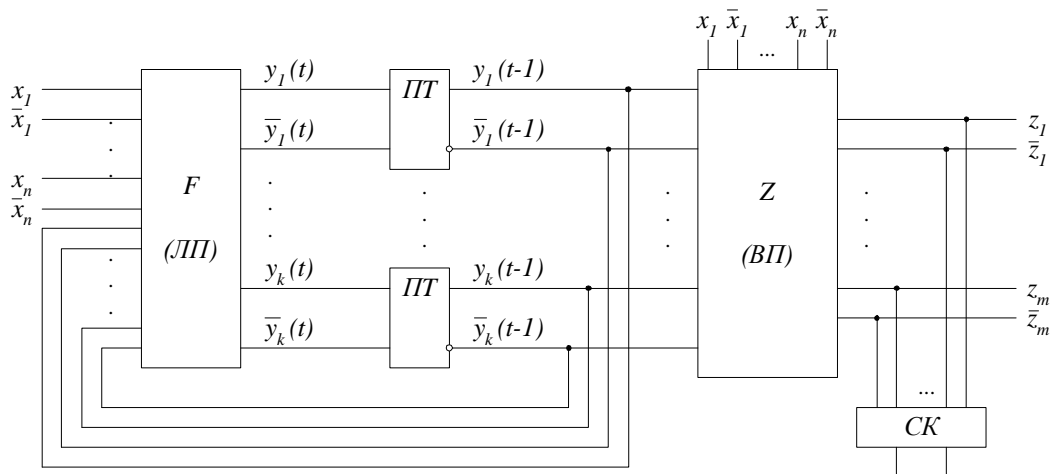 x₁ x̄₁ ... xₙ x̄ₙ
x₁
x̄₁
xₙ
x̄ₙ
F
(ЛП)
y₁(t)
ȳ₁(t)
yₖ(t)
ȳₖ(t)
ПТ
ПТ
y₁(t-1)
ȳ₁(t-1)
yₖ(t-1)
ȳₖ(t-1)
Z
(ВП)
z₁
z̄₁
zₘ
z̄ₘ
...
СК